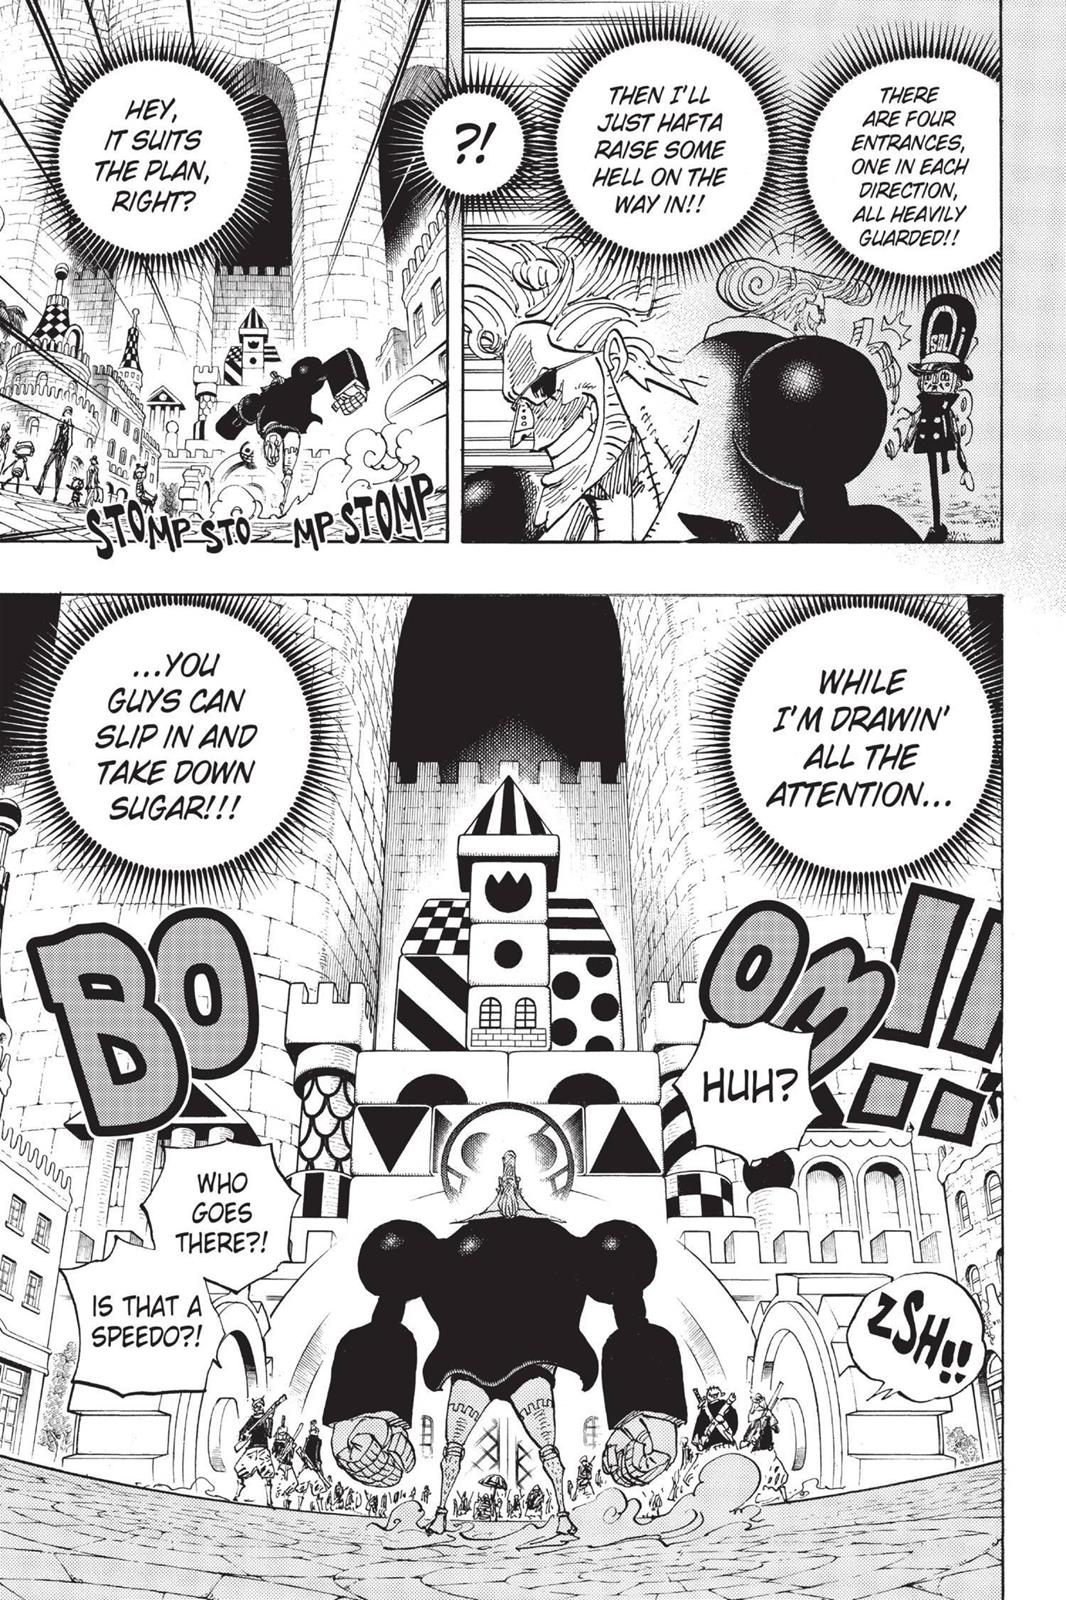 THERE
ARE FOUR
ENTRANCES,
ONE IN EACH
DIRECTION,
ALL HEAVILY
GUARDED!!
THEN I'LL
JUST HAFTA
RAISE SOME
HELL ON THE
WAY IN!!
?!
SOL
HEY,
IT SUITS
THE PLAN,
RIGHT?
STOMP STOMP STOMP
WHILE
I'M DRAWIN'
ALL THE
ATTENTION...
...YOU
GUYS CAN
SLIP IN AND
TAKE DOWN
SUGAR!!!
BOOM!!
HUH?
WHO
GOES
THERE?!
IS THAT A
SPEEDO?!
ZSH!!